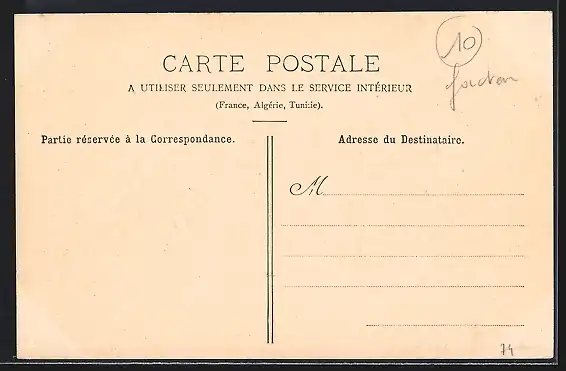 10
CARTE POSTALE
A UTILISER SEULEMENT DANS LE SERVICE INTÉRIEUR
(France, Algérie, Tunisie).
Partie réservée à la Correspondance.
Adresse du Destinataire.
M
74